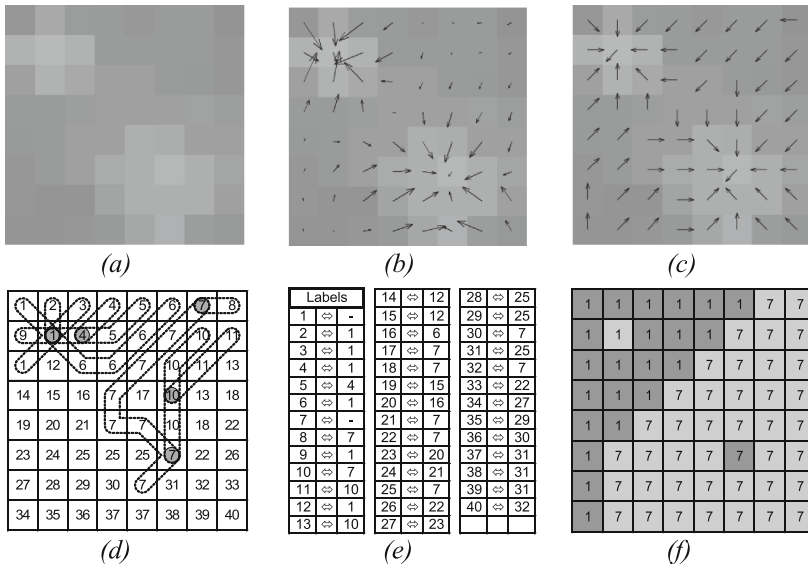 (a)
(b)
(c)
1 2 3 4 5 6 7 8
9 1 4 5 6 7 10 11
1 12 6 6 7 10 11 13
14 15 16 7 17 10 13 18
19 20 21 7 7 10 18 22
23 24 25 25 25 7 22 26
27 28 29 30 7 31 32 33
34 35 36 37 37 38 39 40
(d)
Labels
1 ⇔ -
2 ⇔ 1
3 ⇔ 1
4 ⇔ 1
5 ⇔ 4
6 ⇔ 1
7 ⇔ -
8 ⇔ 7
9 ⇔ 1
10 ⇔ 7
11 ⇔ 10
12 ⇔ 1
13 ⇔ 10
14 ⇔ 12
15 ⇔ 12
16 ⇔ 6
17 ⇔ 7
18 ⇔ 7
19 ⇔ 15
20 ⇔ 16
21 ⇔ 7
22 ⇔ 7
23 ⇔ 20
24 ⇔ 21
25 ⇔ 7
26 ⇔ 22
27 ⇔ 23
28 ⇔ 25
29 ⇔ 25
30 ⇔ 7
31 ⇔ 25
32 ⇔ 7
33 ⇔ 22
34 ⇔ 27
35 ⇔ 29
36 ⇔ 30
37 ⇔ 31
38 ⇔ 31
39 ⇔ 31
40 ⇔ 32
(e)
1 1 1 1 1 1 7 7
1 1 1 1 1 7 7 7
1 1 1 1 7 7 7 7
1 1 1 7 7 7 7 7
1 1 7 7 7 7 7 7
1 7 7 7 7 7 7 7
1 7 7 7 7 7 7 7
1 7 7 7 7 7 7 7
(f)